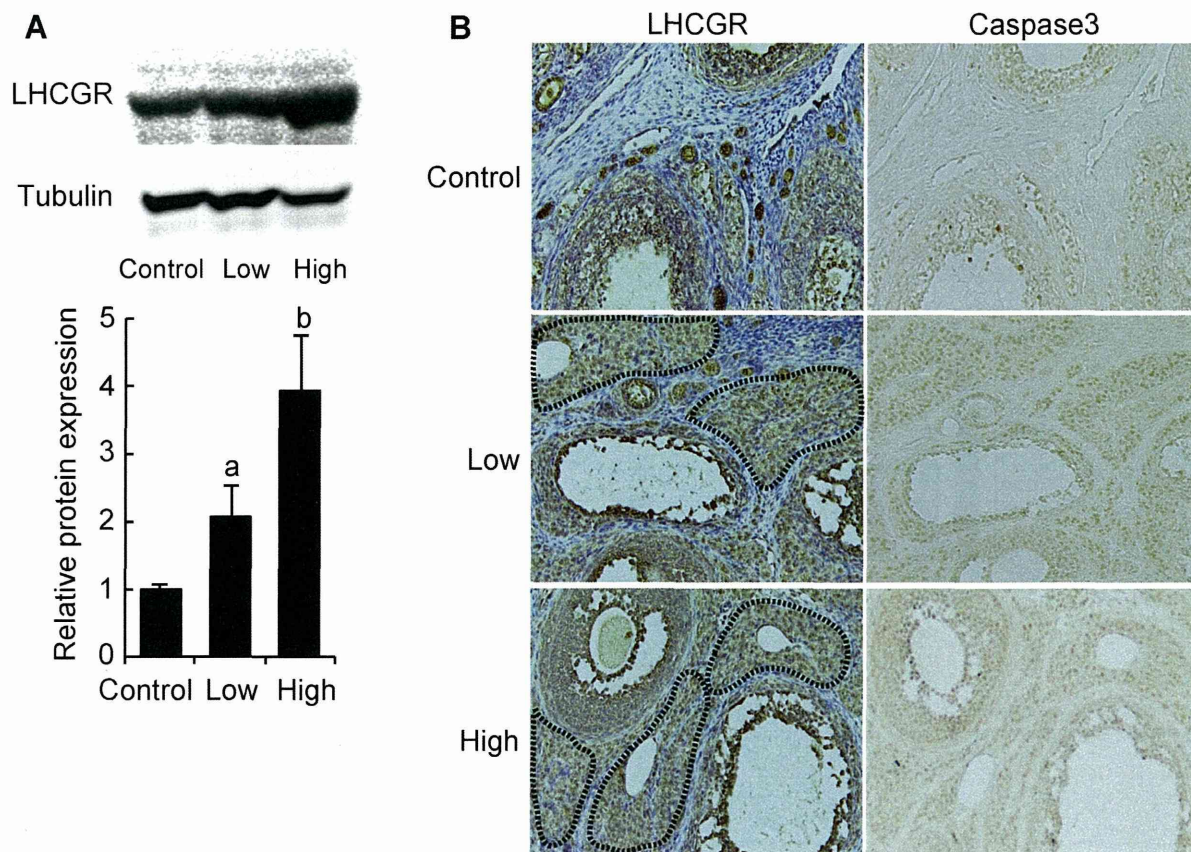 A
LHCGR
Tubulin
Control Low High
Relative protein expression
5
4
3
2
1
0
a
b
Control Low High
B
LHCGR Caspase3
Control
Low
High